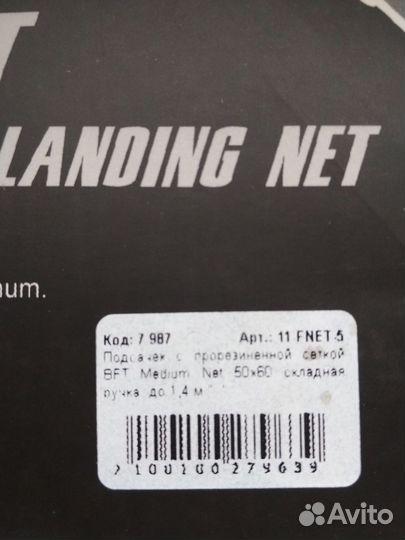 T
LANDING NET
num.
Код: 7 987 Арт.: 11 FNET 5
Подсачек с прорезиненной сеткой
BFT Medium Net 50x60 складная
ручка до 1,4 м
2100200279639
Avito